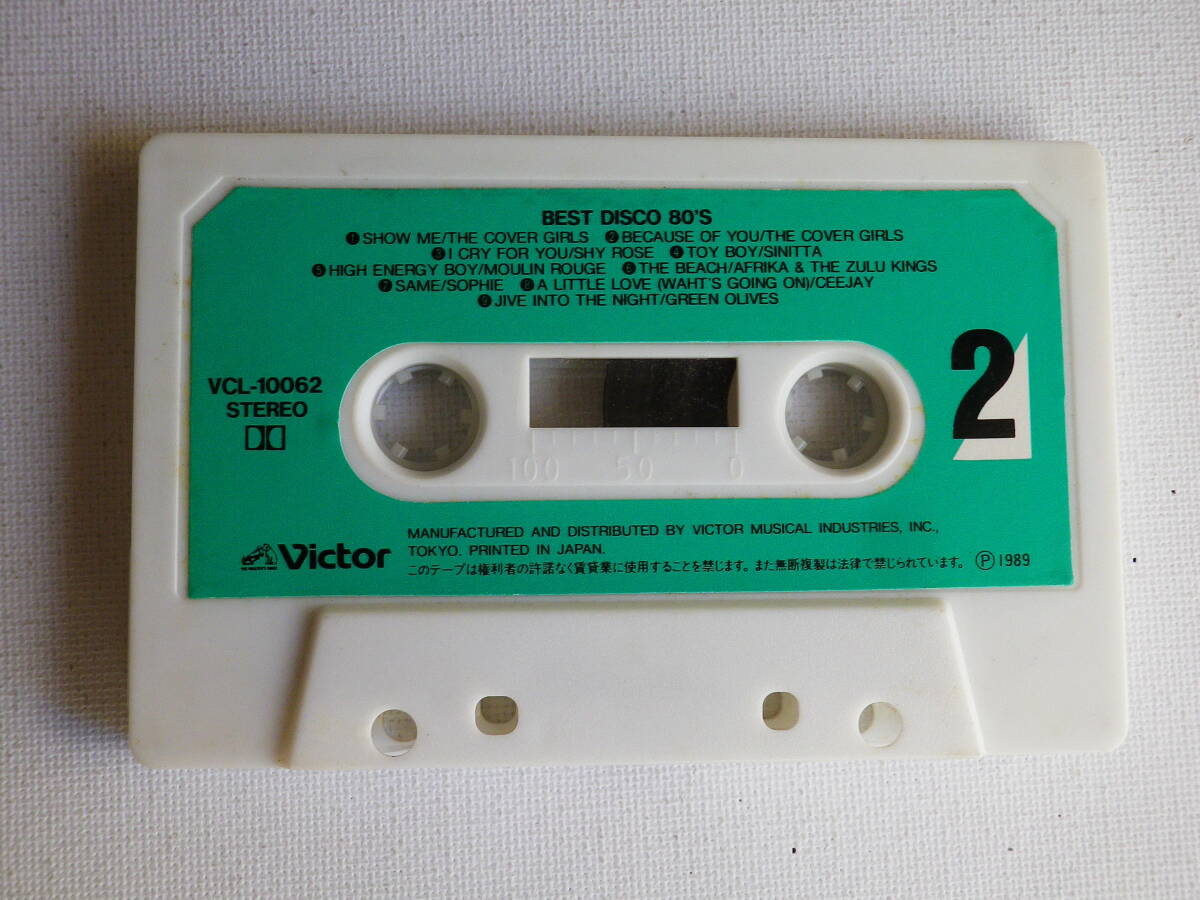 BEST DISCO 80'S
❶SHOW ME/THE COVER GIRLS ❷BECAUSE OF YOU/THE COVER GIRLS
❸I CRY FOR YOU/SHY ROSE ❹TOY BOY/SINITTA
❺HIGH ENERGY BOY/MOULIN ROUGE ❻THE BEACH/AFRIKA & THE ZULU KINGS
❼SAME/SOPHIE ❽A LITTLE LOVE (WAHT'S GOING ON)/CEEJAY
❾JIVE INTO THE NIGHT/GREEN OLIVES
VCL-10062
STEREO
2
100 50 0
Victor
MANUFACTURED AND DISTRIBUTED BY VICTOR MUSICAL INDUSTRIES, INC.,
TOKYO. PRINTED IN JAPAN.
このテープは権利者の許諾なく賃貸業に使用することを禁じます。また無断複製は法律で禁じられています。 Ⓟ1989